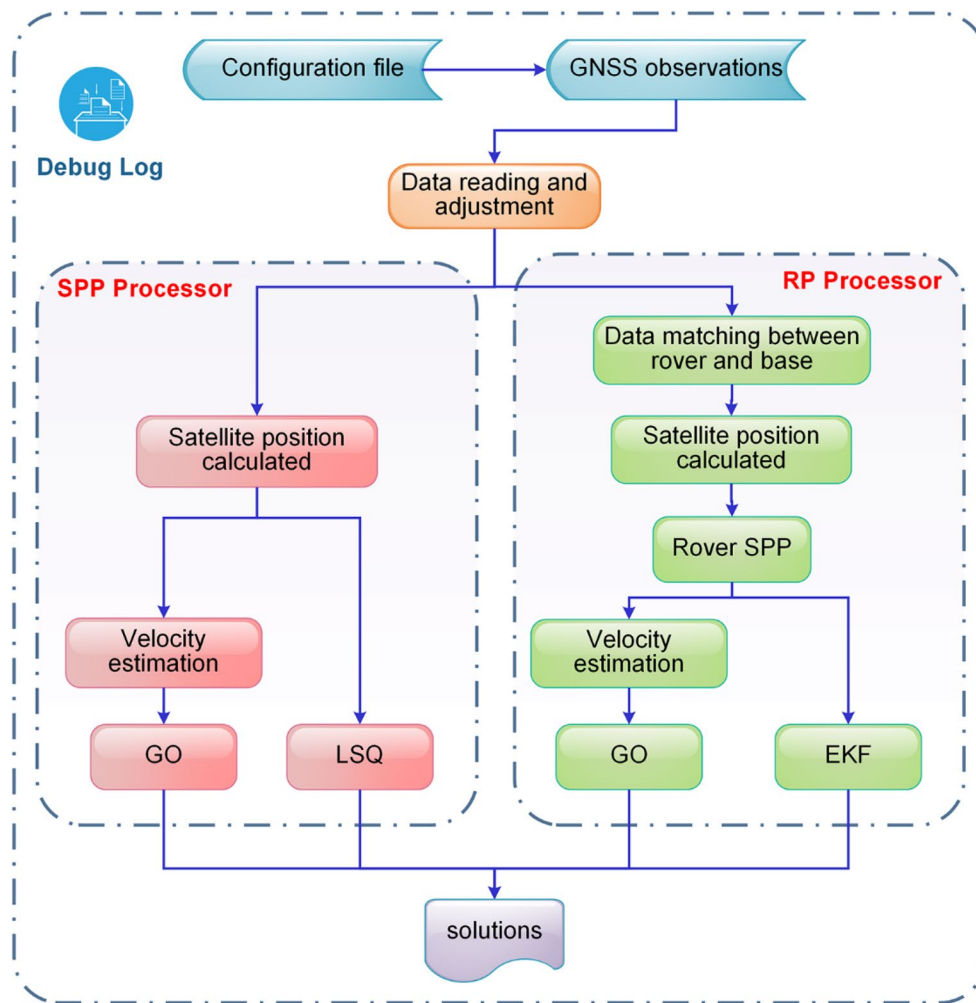 Configuration file
GNSS observations
Debug Log
Data reading and
adjustment
SPP Processor
Satellite position
calculated
Velocity
estimation
GO
LSQ
RP Processor
Data matching between
rover and base
Satellite position
calculated
Rover SPP
Velocity
estimation
GO
EKF
solutions